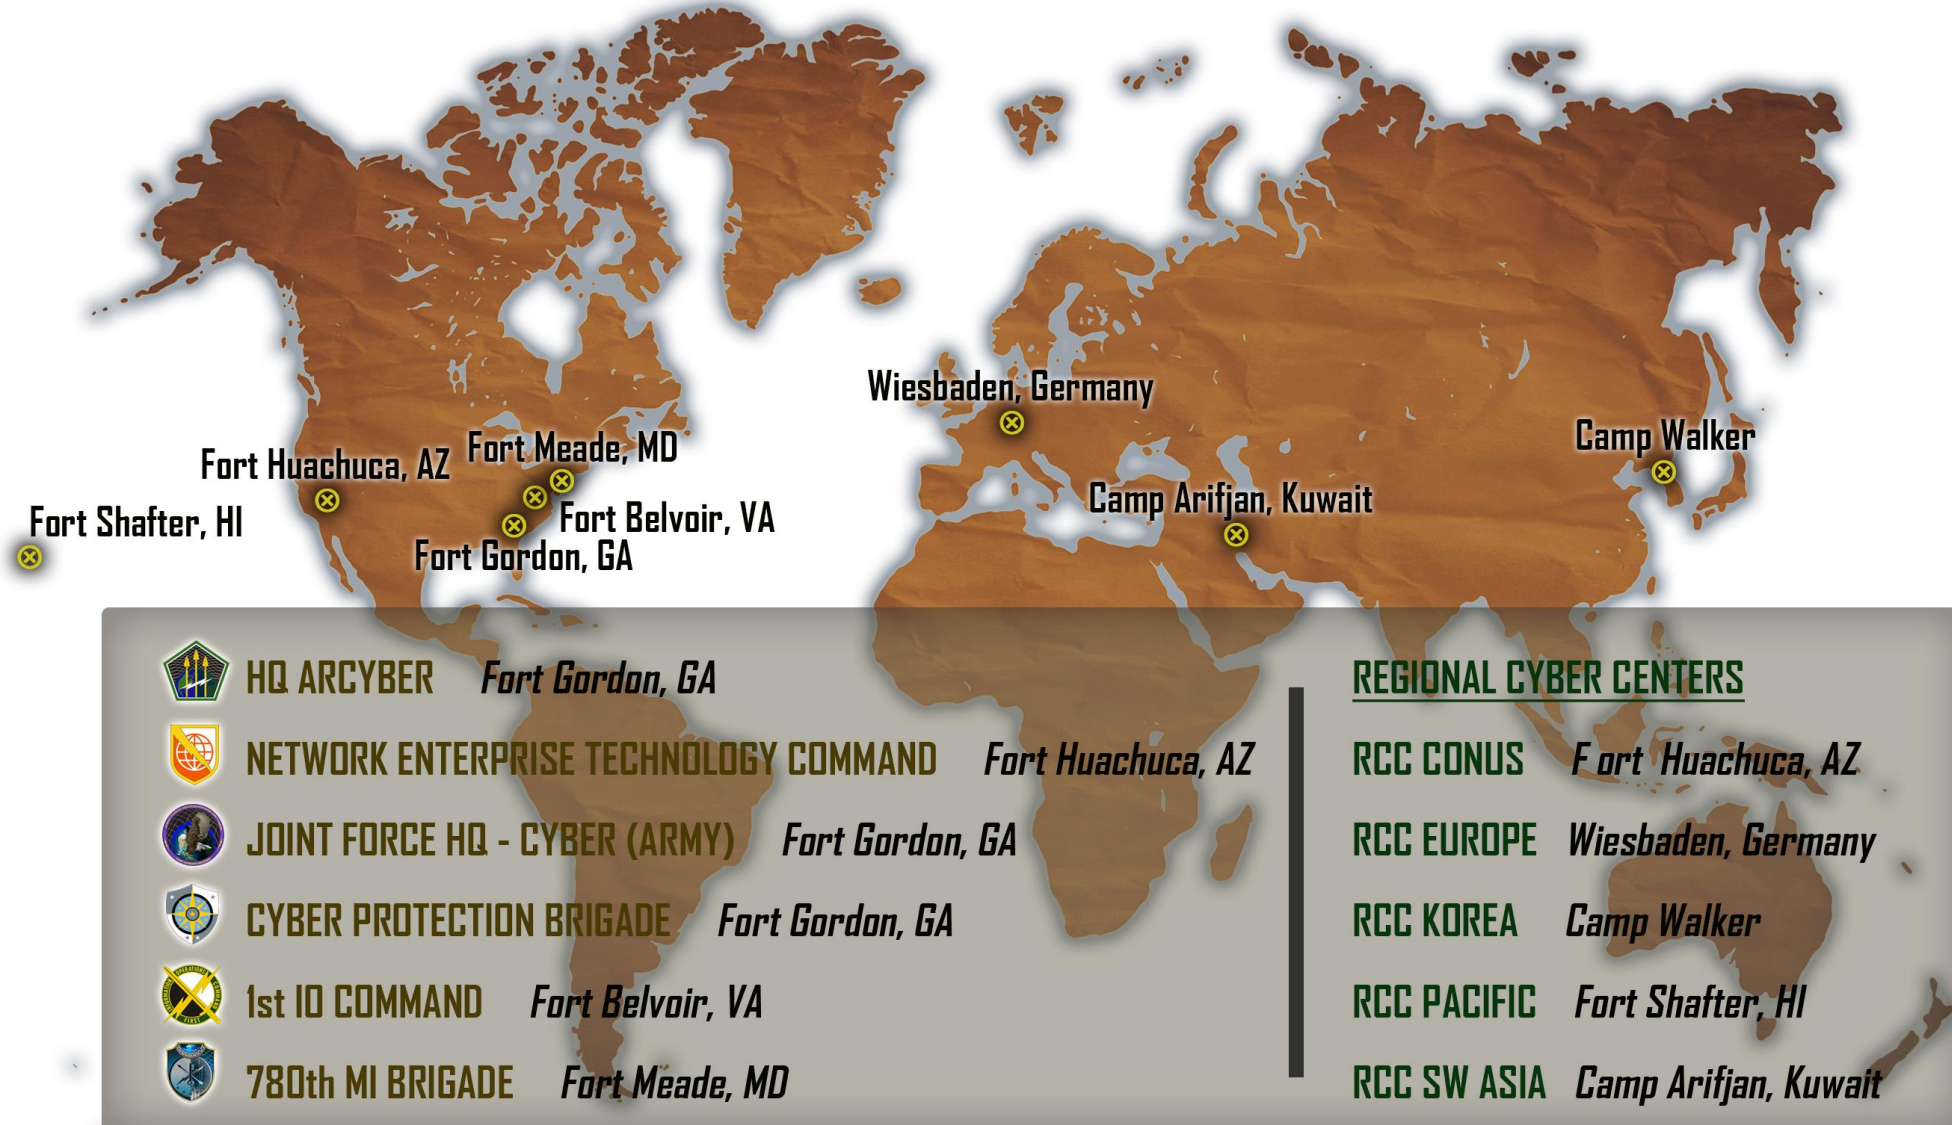 Wiesbaden, Germany
Camp Walker
Fort Huachuca, AZ
Fort Meade, MD
Camp Arifjan, Kuwait
Fort Shafter, HI
Fort Belvoir, VA
Fort Gordon, GA
HQ ARCYBER Fort Gordon, GA
NETWORK ENTERPRISE TECHNOLOGY COMMAND Fort Huachuca, AZ
JOINT FORCE HQ - CYBER (ARMY) Fort Gordon, GA
CYBER PROTECTION BRIGADE Fort Gordon, GA
OPERATIONS
INFORMATION
COMMAND
FIRST
1st IO COMMAND Fort Belvoir, VA
780th MI BRIGADE Fort Meade, MD
REGIONAL CYBER CENTERS
RCC CONUS F ort Huachuca, AZ
RCC EUROPE Wiesbaden, Germany
RCC KOREA Camp Walker
RCC PACIFIC Fort Shafter, HI
RCC SW ASIA Camp Arifjan, Kuwait